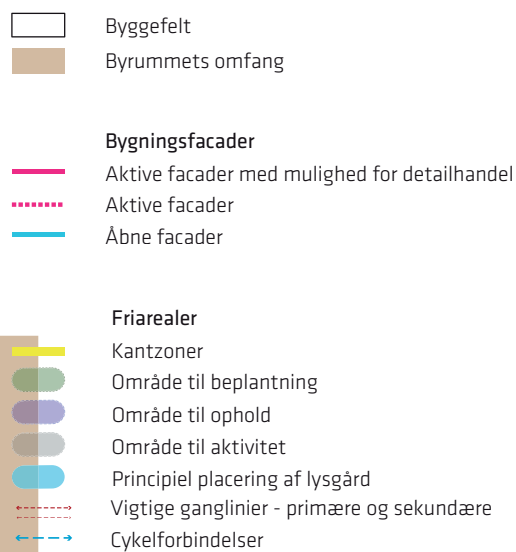 Byggefelt
Byrummets omfang
Bygningsfacader
Aktive facader med mulighed for detailhandel
Aktive facader
Åbne facader
Friarealer
Kantzoner
Område til beplantning
Område til ophold
Område til aktivitet
Principiel placering af lysgård
Vigtige ganglinier - primære og sekundære
Cykelforbindelser